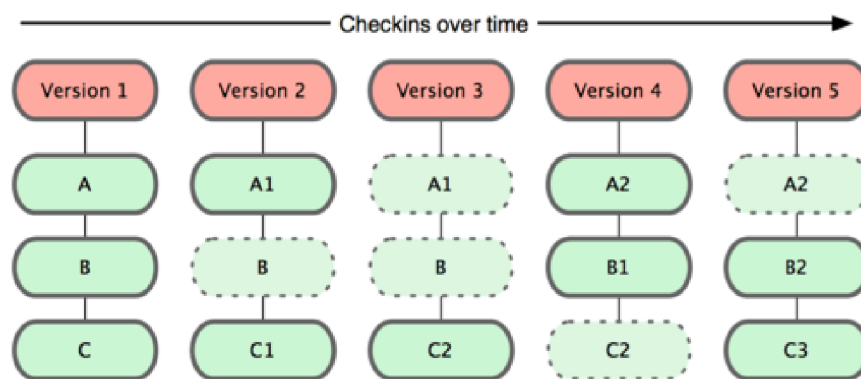 Checkins over time
Version 1 Version 2 Version 3 Version 4 Version 5
A A1 A1 A2 A2
B B B B1 B2
C C1 C2 C2 C3